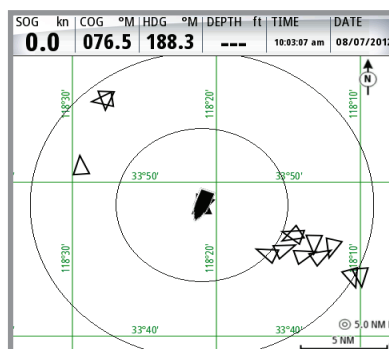 SOG kn COG °M HDG °M DEPTH ft TIME DATE
0.0 076.5 188.3 --- 10:03:07 am 08/07/201
118°30' 118°20' 118°10'
N
33°50' 33°50'
118°30' 118°20' 118°10'
33°40' 33°40'
5.0 NM
5 NM